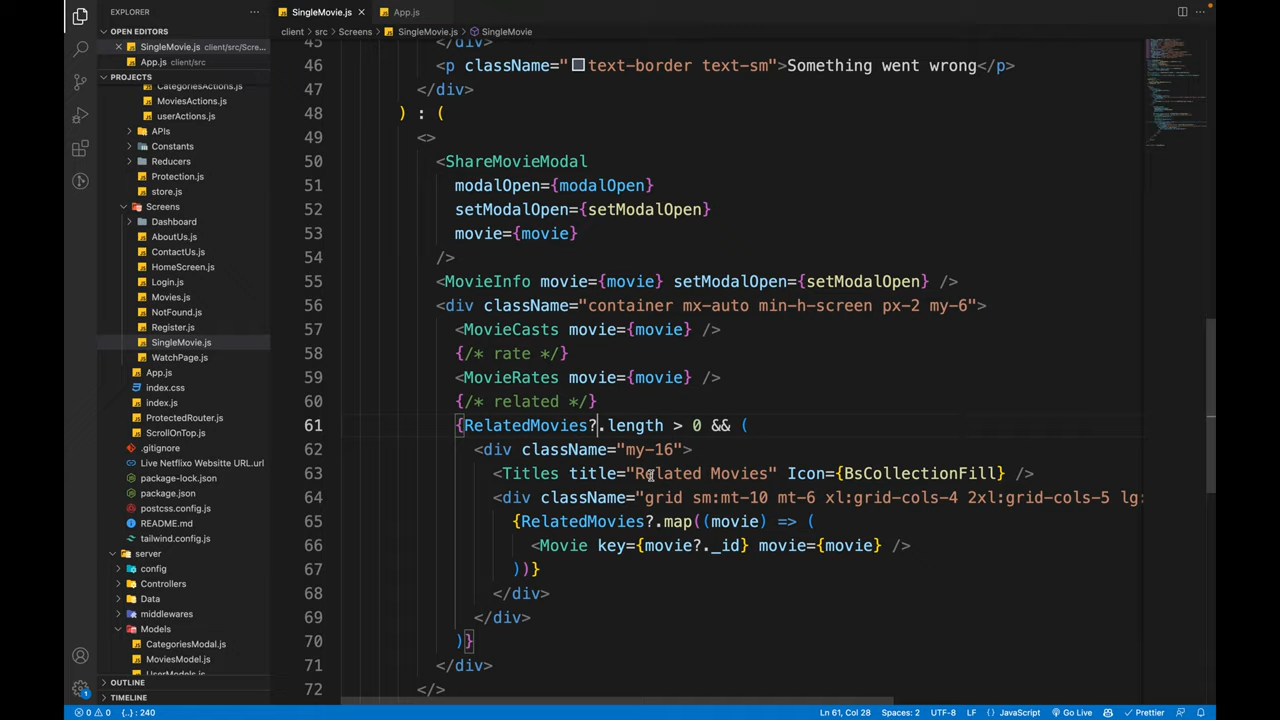 EXPLORER
OPEN EDITORS
SingleMovie.js client/src/Scre...
App.js client/src
PROJECTS
CategoriesActions.js
MoviesActions.js
userActions.js
APIs
Constants
Reducers
Protection.js
store.js
Screens
Dashboard
AboutUs.js
ContactUs.js
HomeScreen.js
Login.js
Movies.js
NotFound.js
Register.js
SingleMovie.js
WatchPage.js
App.js
index.css
index.js
ProtectedRouter.js
ScrollOnTop.js
.gitignore
Live Netflixo Websitte URL.url
package-lock.json
package.json
postcss.config.js
README.md
tailwind.config.js
server
config
Controllers
Data
middlewares
Models
CategoriesModal.js
MoviesModel.js
UserModels.js
OUTLINE
TIMELINE
SingleMovie.js
App.js
client > src > Screens > SingleMovie.js > SingleMovie
45 </div>
46 <p className="text-border text-sm">Something went wrong</p>
47 </div>
48 ) : (
49 <>
50 <ShareMovieModal
51 modalOpen={modalOpen}
52 setModalOpen={setModalOpen}
53 movie={movie}
54 />
55 <MovieInfo movie={movie} setModalOpen={setModalOpen} />
56 <div className="container mx-auto min-h-screen px-2 my-6">
57 <MovieCasts movie={movie} />
58 {/* rate */}
59 <MovieRates movie={movie} />
60 {/* related */}
61 {RelatedMovies?.length > 0 && (
62 <div className="my-16">
63 <Titles title="Related Movies" Icon={BsCollectionFill} />
64 <div className="grid sm:mt-10 mt-6 xl:grid-cols-4 2xl:grid-cols-5 lg:
65 {RelatedMovies?.map((movie) => (
66 <Movie key={movie?._id} movie={movie} />
67 ))}
68 </div>
69 </div>
70 )}
71 </div>
72 </>
1
0 0 {..} : 240
Ln 61, Col 28 Spaces: 2 UTF-8 LF {} JavaScript Go Live Prettier